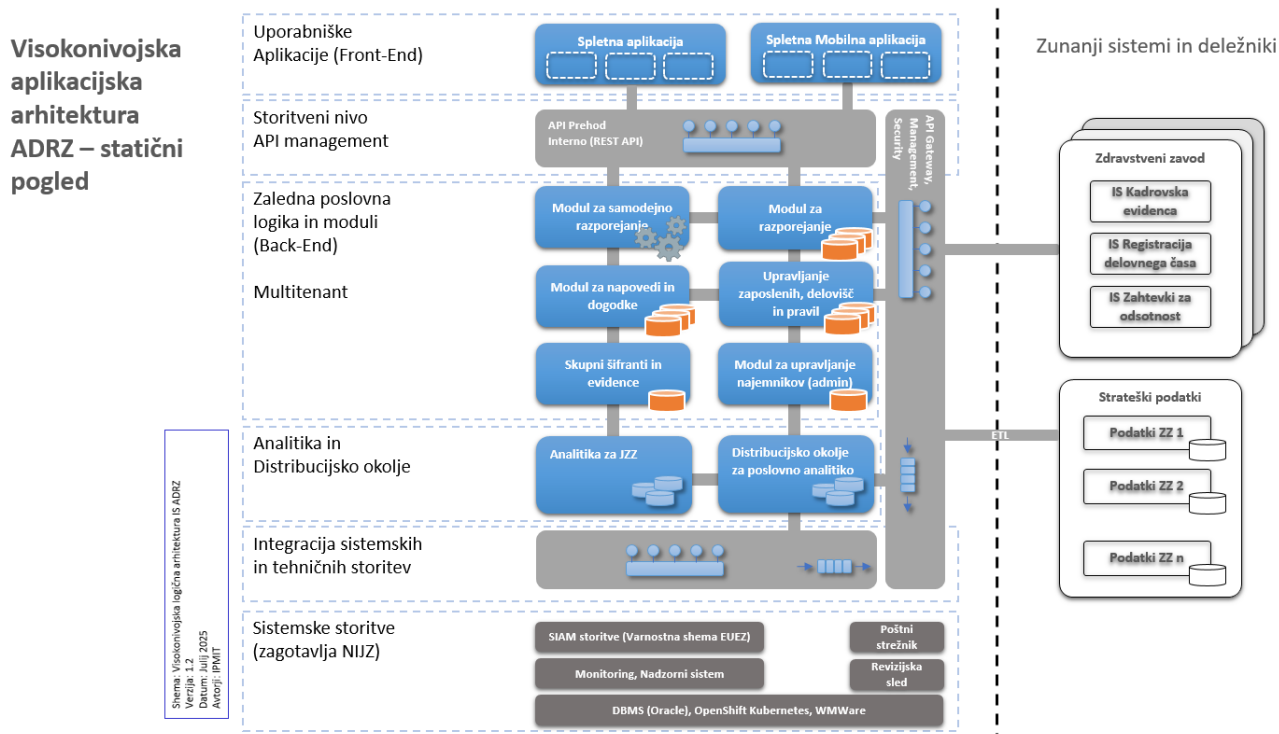 Visokonivojska
aplikacijska
arhitektura
ADRZ – statični
pogled
Uporabniške
Aplikacije (Front-End)
Spletna aplikacija
Spletna Mobilna aplikacija
Storitveni nivo
API management
API Prehod
Interno (REST API)
API Gateway,
Management,
Security
Zaledna poslovna
logika in moduli
(Back-End)
Multitenant
Modul za samodejno
razporejanje
Modul za
razporejanje
Modul za napovedi in
dogodke
Upravljanje
zaposlenih, delovišč
in pravil
Skupni šifranti in
evidence
Modul za upravljanje
najemnikov (admin)
Analitika in
Distribucijsko okolje
Analitika za JZZ
Distribucijsko okolje
za poslovno analitiko
Integracija sistemskih
in tehničnih storitev
Sistemske storitve
(zagotavlja NIJZ)
SIAM storitve (Varnostna shema EUEZ)
Poštni
strežnik
Monitoring, Nadzorni sistem
Revizijska
sled
DBMS (Oracle), OpenShift Kubernetes, WMWare
Shema: Visokonivojska logična arhitektura IS ADRZ
Verzija: 1.2
Datum: Julij 2025
Avtorji: IPMIT
Zunanji sistemi in deležniki
Zdravstveni zavod
IS Kadrovska
evidenca
IS Registracija
delovnega časa
IS Zahtevki za
odsotnost
ETL
Strateški podatki
Podatki ZZ 1
Podatki ZZ 2
Podatki ZZ n